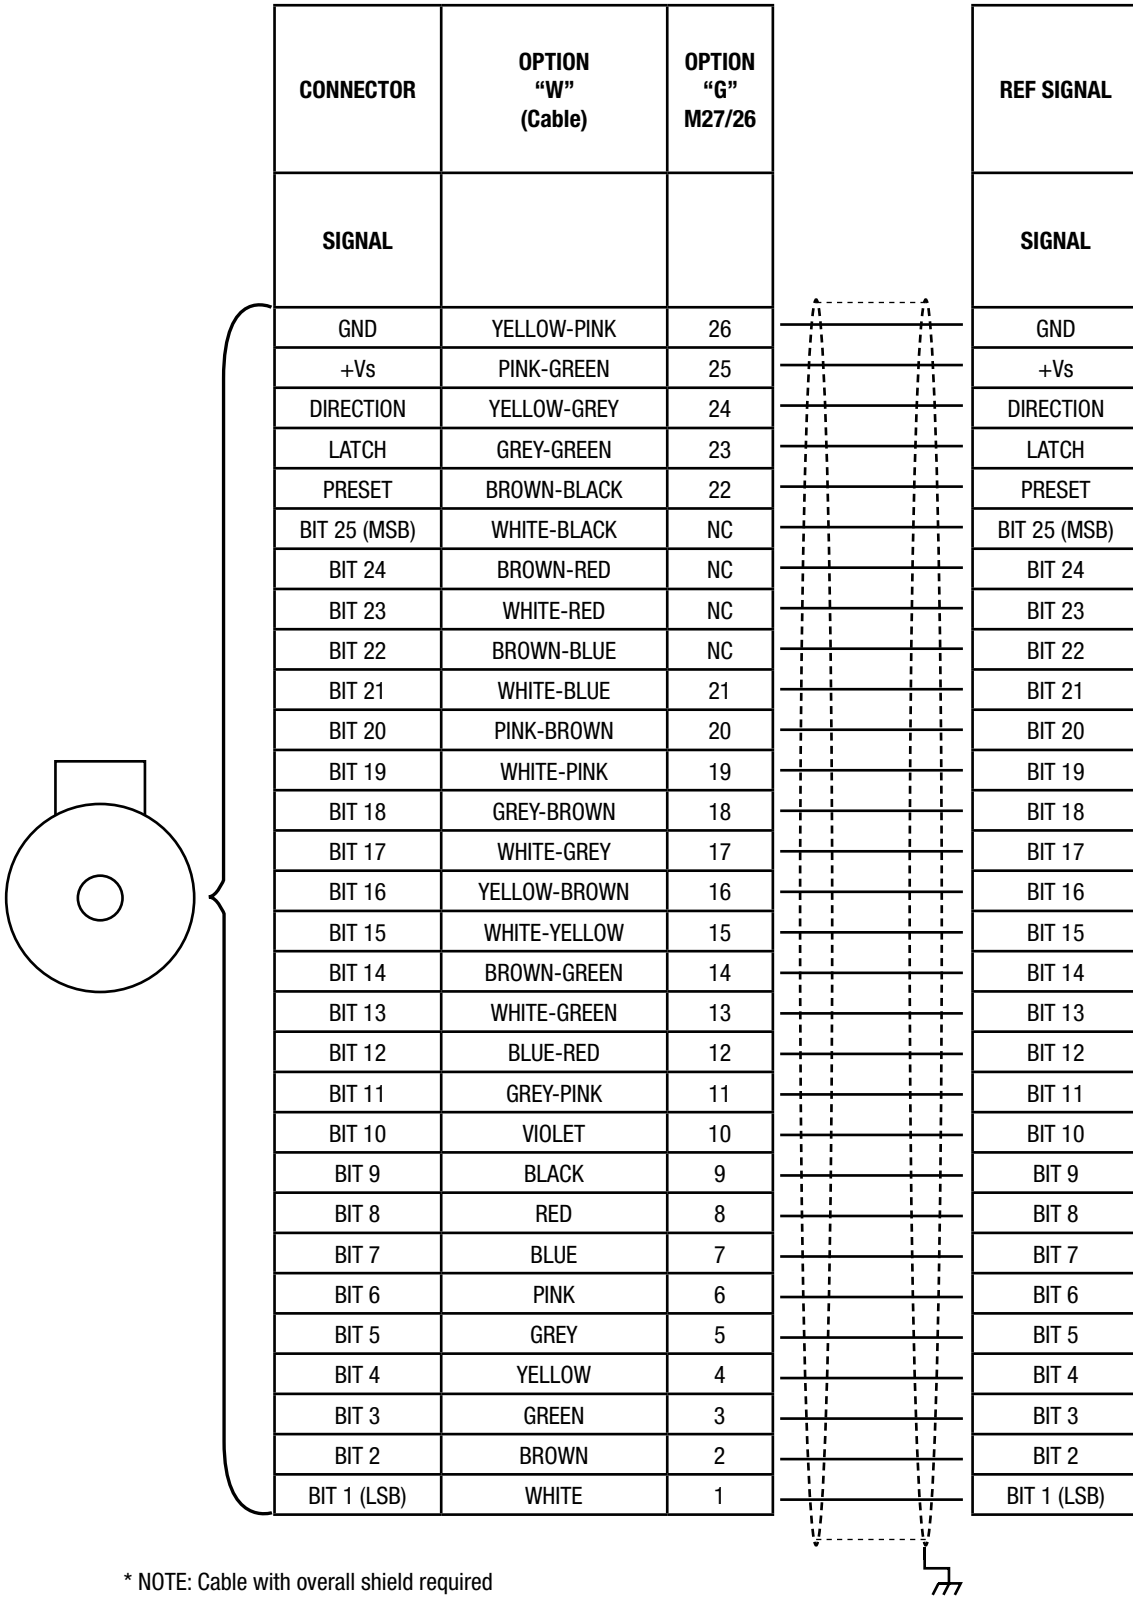 CONNECTOR OPTION “W” (Cable) OPTION “G” M27/26 REF SIGNAL
SIGNAL SIGNAL
GND YELLOW-PINK 26 GND
+Vs PINK-GREEN 25 +Vs
DIRECTION YELLOW-GREY 24 DIRECTION
LATCH GREY-GREEN 23 LATCH
PRESET BROWN-BLACK 22 PRESET
BIT 25 (MSB) WHITE-BLACK NC BIT 25 (MSB)
BIT 24 BROWN-RED NC BIT 24
BIT 23 WHITE-RED NC BIT 23
BIT 22 BROWN-BLUE NC BIT 22
BIT 21 WHITE-BLUE 21 BIT 21
BIT 20 PINK-BROWN 20 BIT 20
BIT 19 WHITE-PINK 19 BIT 19
BIT 18 GREY-BROWN 18 BIT 18
BIT 17 WHITE-GREY 17 BIT 17
BIT 16 YELLOW-BROWN 16 BIT 16
BIT 15 WHITE-YELLOW 15 BIT 15
BIT 14 BROWN-GREEN 14 BIT 14
BIT 13 WHITE-GREEN 13 BIT 13
BIT 12 BLUE-RED 12 BIT 12
BIT 11 GREY-PINK 11 BIT 11
BIT 10 VIOLET 10 BIT 10
BIT 9 BLACK 9 BIT 9
BIT 8 RED 8 BIT 8
BIT 7 BLUE 7 BIT 7
BIT 6 PINK 6 BIT 6
BIT 5 GREY 5 BIT 5
BIT 4 YELLOW 4 BIT 4
BIT 3 GREEN 3 BIT 3
BIT 2 BROWN 2 BIT 2
BIT 1 (LSB) WHITE 1 BIT 1 (LSB)
* NOTE: Cable with overall shield required